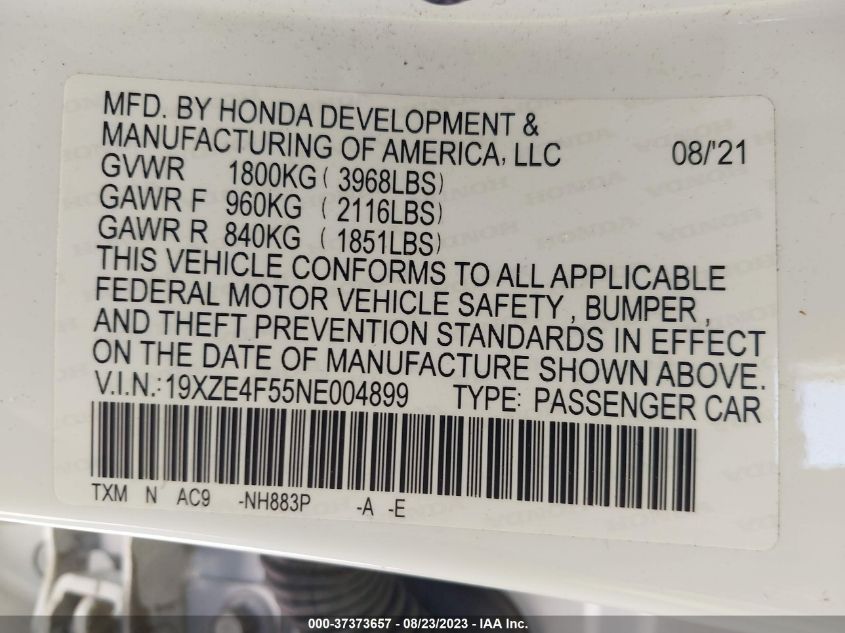 MFD. BY HONDA DEVELOPMENT &
MANUFACTURING OF AMERICA, LLC 08/'21
GVWR 1800KG ( 3968LBS)
GAWR F 960KG ( 2116LBS)
GAWR R 840KG ( 1851LBS)
THIS VEHICLE CONFORMS TO ALL APPLICABLE
FEDERAL MOTOR VEHICLE SAFETY , BUMPER ,
AND THEFT PREVENTION STANDARDS IN EFFECT
ON THE DATE OF MANUFACTURE SHOWN ABOVE.
V.I.N.: 19XZE4F55NE004899 TYPE: PASSENGER CAR
TXM N AC9 -NH883P -A -E
000-37373657 - 08/23/2023 - IAA Inc.